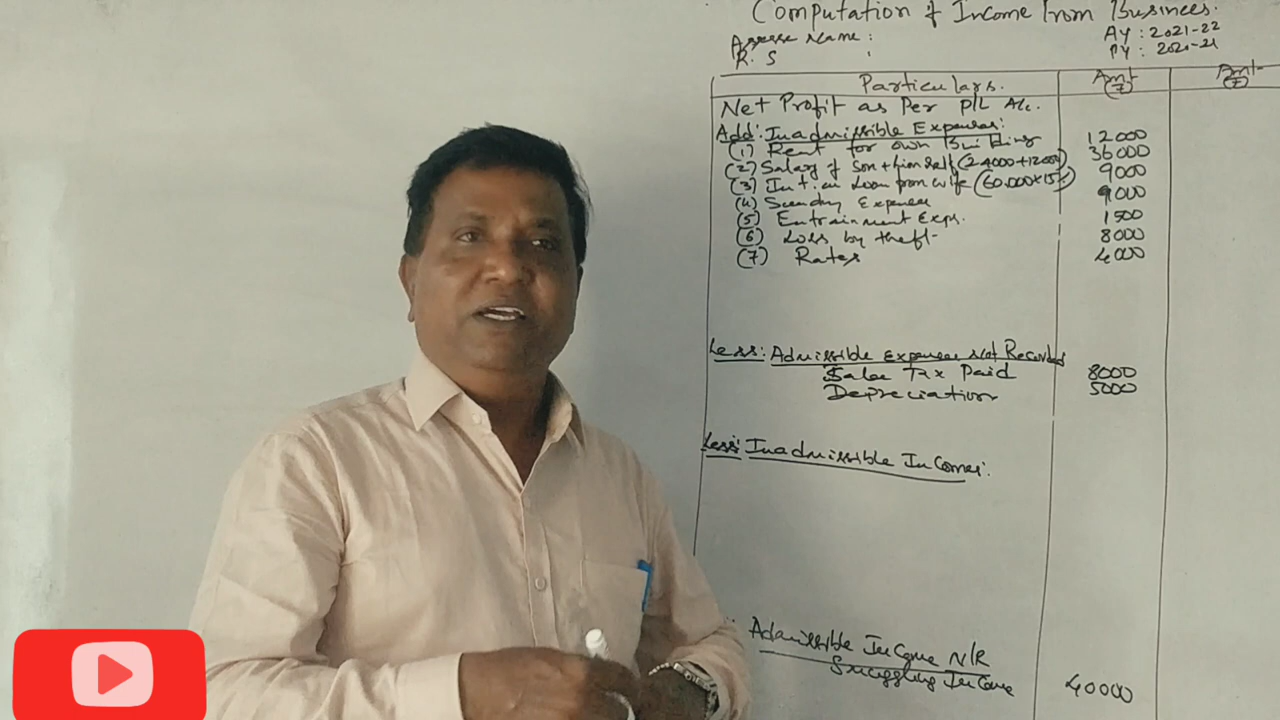 Computation of Income from Business.
Assesse Name :
R. S :
AY : 2021-22
PY : 2020-21
Particulars. Amt (₹) Amt (₹)
Net Profit as Per P/L A/c.
Add: Inadmissible Expenses:
(1) Rent for own Building 12000
(2) Salary of Son + himself (24000+12000) 36000
(3) Int. on Loan from wife (60.000×15%) 9000
(4) Sundry Expenses 9000
(5) Entrainment Exps. 1500
(6) Loss by theft- 8000
(7) Rates 4000
Less: Admissible Expenses Not Recorded
Sales Tax Paid 8000
Depreciation 5000
Less: Inadmissible Incomes:
Admissible Income N/R
Smuggling Income 40000